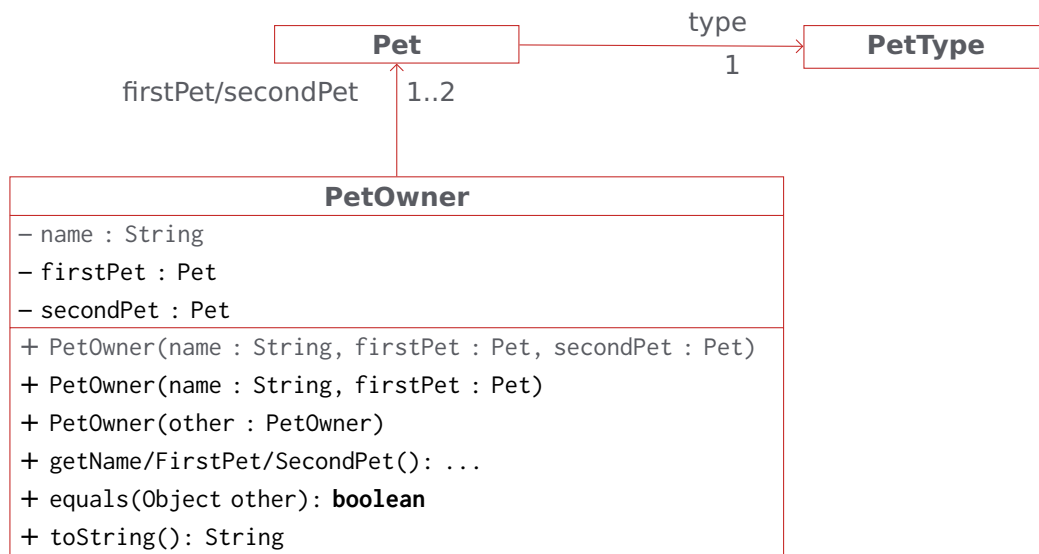 type
Pet
PetType
1
firstPet/secondPet
1..2
PetOwner
– name : String
– firstPet : Pet
– secondPet : Pet
+ PetOwner(name : String, firstPet : Pet, secondPet : Pet)
+ PetOwner(name : String, firstPet : Pet)
+ PetOwner(other : PetOwner)
+ getName/FirstPet/SecondPet(): ...
+ equals(Object other): boolean
+ toString(): String